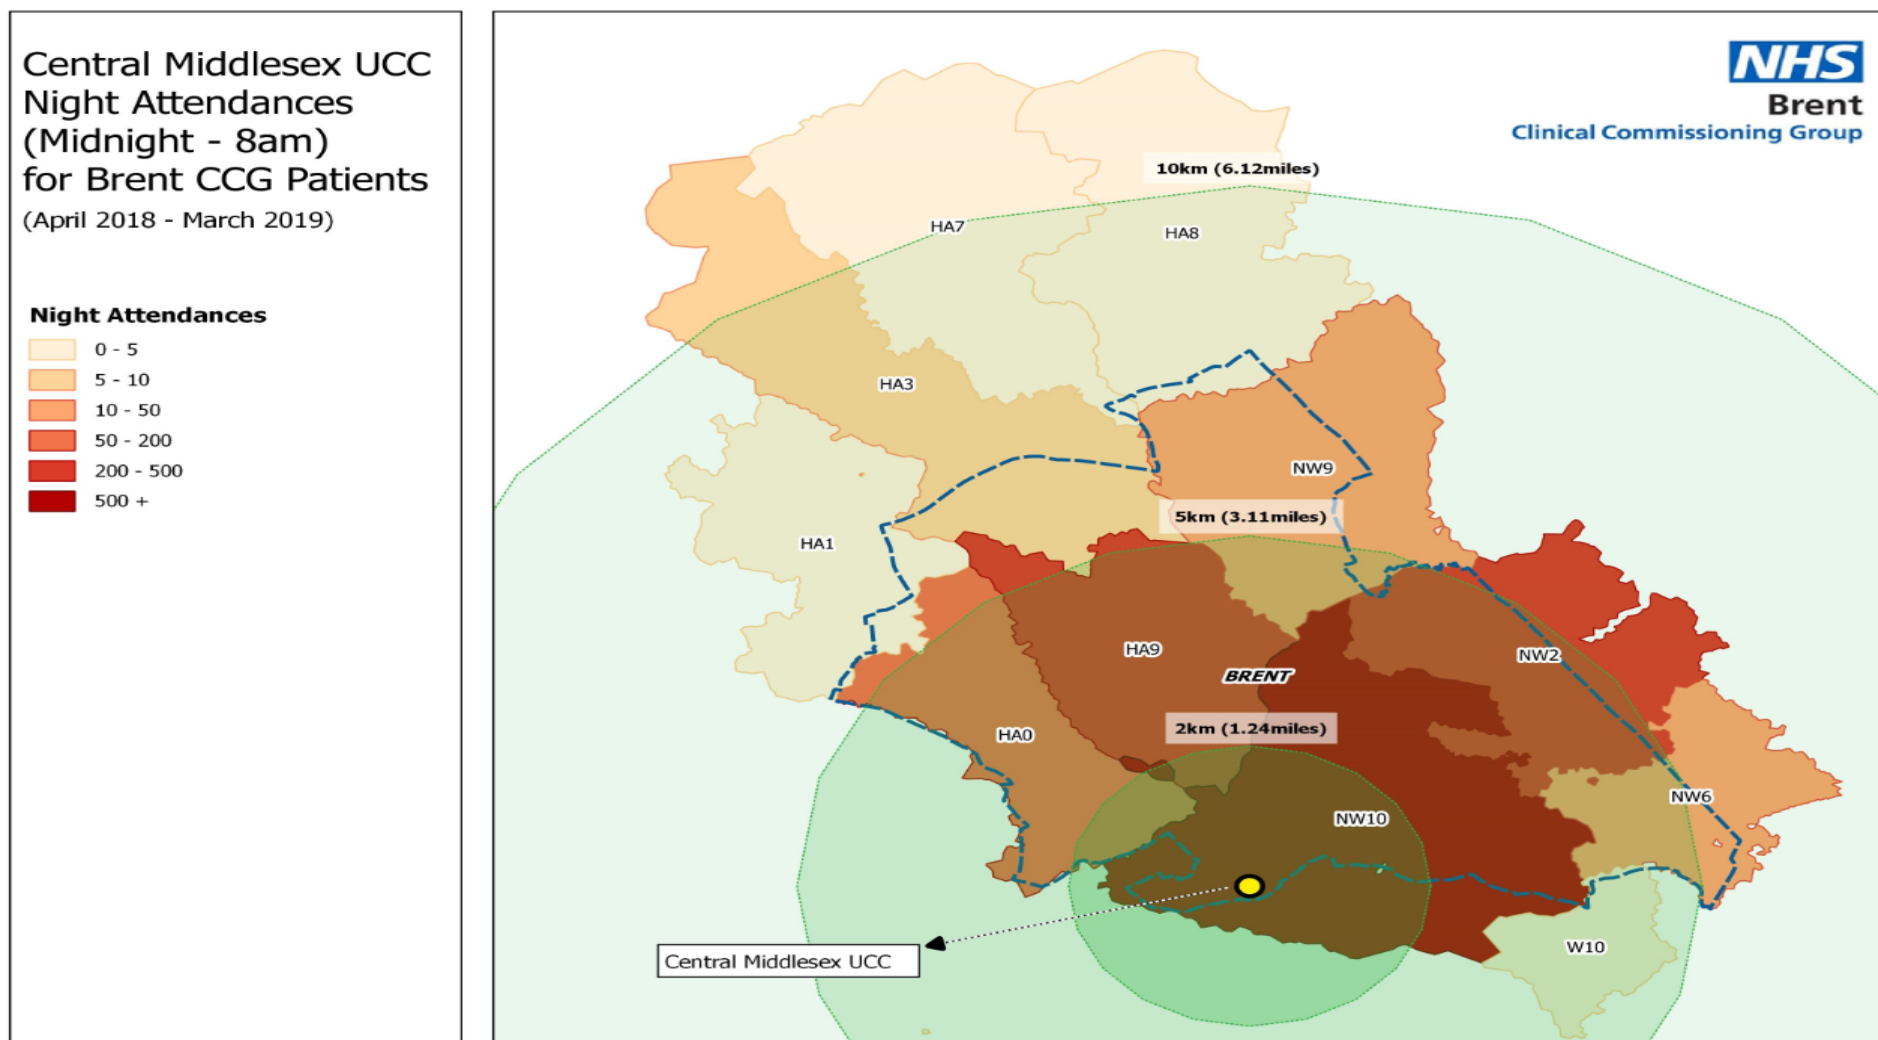 Central Middlesex UCC
Night Attendances
(Midnight - 8am)
for Brent CCG Patients
(April 2018 - March 2019)
Night Attendances
0 - 5
5 - 10
10 - 50
50 - 200
200 - 500
500 +
NHS
Brent
Clinical Commissioning Group
10km (6.12miles)
HA7
HA8
HA3
NW9
5km (3.11miles)
HA1
HA9
NW2
BRENT
2km (1.24miles)
HA0
NW6
NW10
W10
Central Middlesex UCC